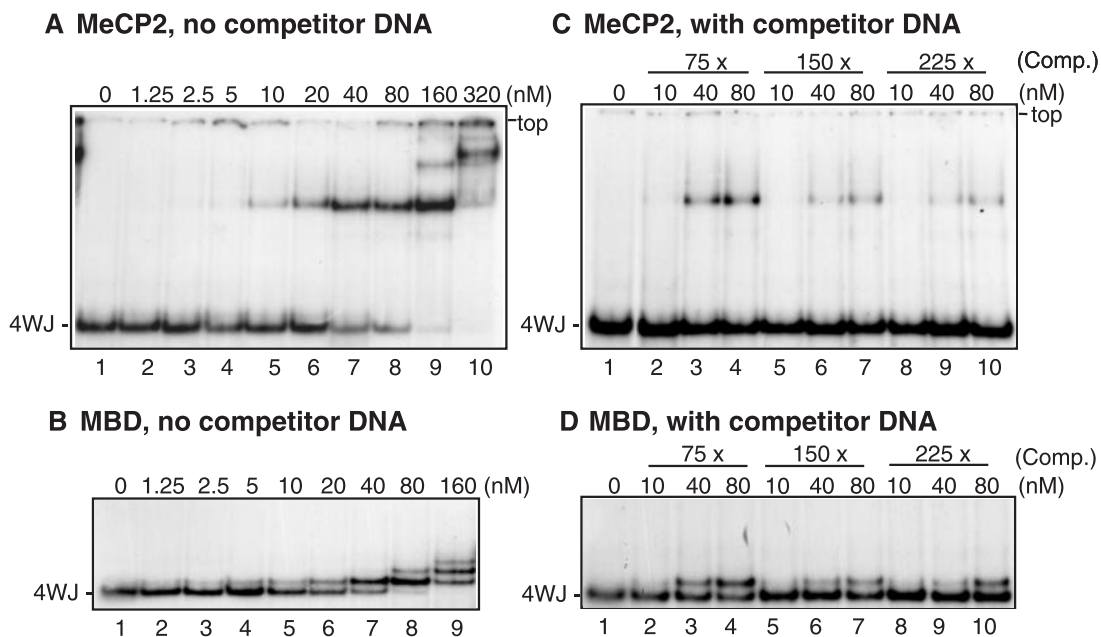 A MeCP2, no competitor DNA
0 1.25 2.5 5 10 20 40 80 160 320 (nM)
top
4WJ
1 2 3 4 5 6 7 8 9 10
B MBD, no competitor DNA
0 1.25 2.5 5 10 20 40 80 160 (nM)
4WJ
1 2 3 4 5 6 7 8 9
C MeCP2, with competitor DNA
75 x 150 x 225 x (Comp.)
0 10 40 80 10 40 80 10 40 80 (nM)
top
4WJ
1 2 3 4 5 6 7 8 9 10
D MBD, with competitor DNA
75 x 150 x 225 x (Comp.)
0 10 40 80 10 40 80 10 40 80 (nM)
4WJ
1 2 3 4 5 6 7 8 9 10